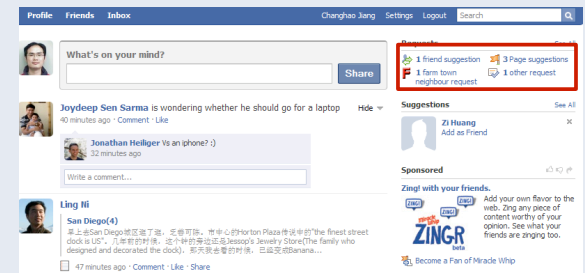 Profile Friends Inbox Changhao Jiang Settings Logout Search
What's on your mind?
Share
Joydeep Sen Sarma is wondering whether he should go for a laptop Hide
40 minutes ago · Comment · Like
Jonathan Heiliger Vs an iphone? :)
32 minutes ago
Write a comment...
Ling Ni
San Diego(4)
早上去San Diego城区逛了逛，
市中心的Horton Plaza传说中的"the finest street
clock is US"。几年前的时候，这个钟的旁边还是Jessop's Jewelry Store(The family who
designed and decorated the clock)，那天我去看的时候，已经变成Banana...
47 minutes ago · Comment · Like · Share
Requests See All
1 friend suggestion 3 Page suggestions
1 farm town 1 other request
neighbour request
Suggestions See All
Zi Huang
Add as Friend
Sponsored
Zing! with your friends.
ZING! ZING!
miracle whip
ZINGR
beta
Add your own flavor to the
web. Zing any piece of
content worthy of your
opinion. See what your
friends are zinging too.
Become a Fan of Miracle Whip